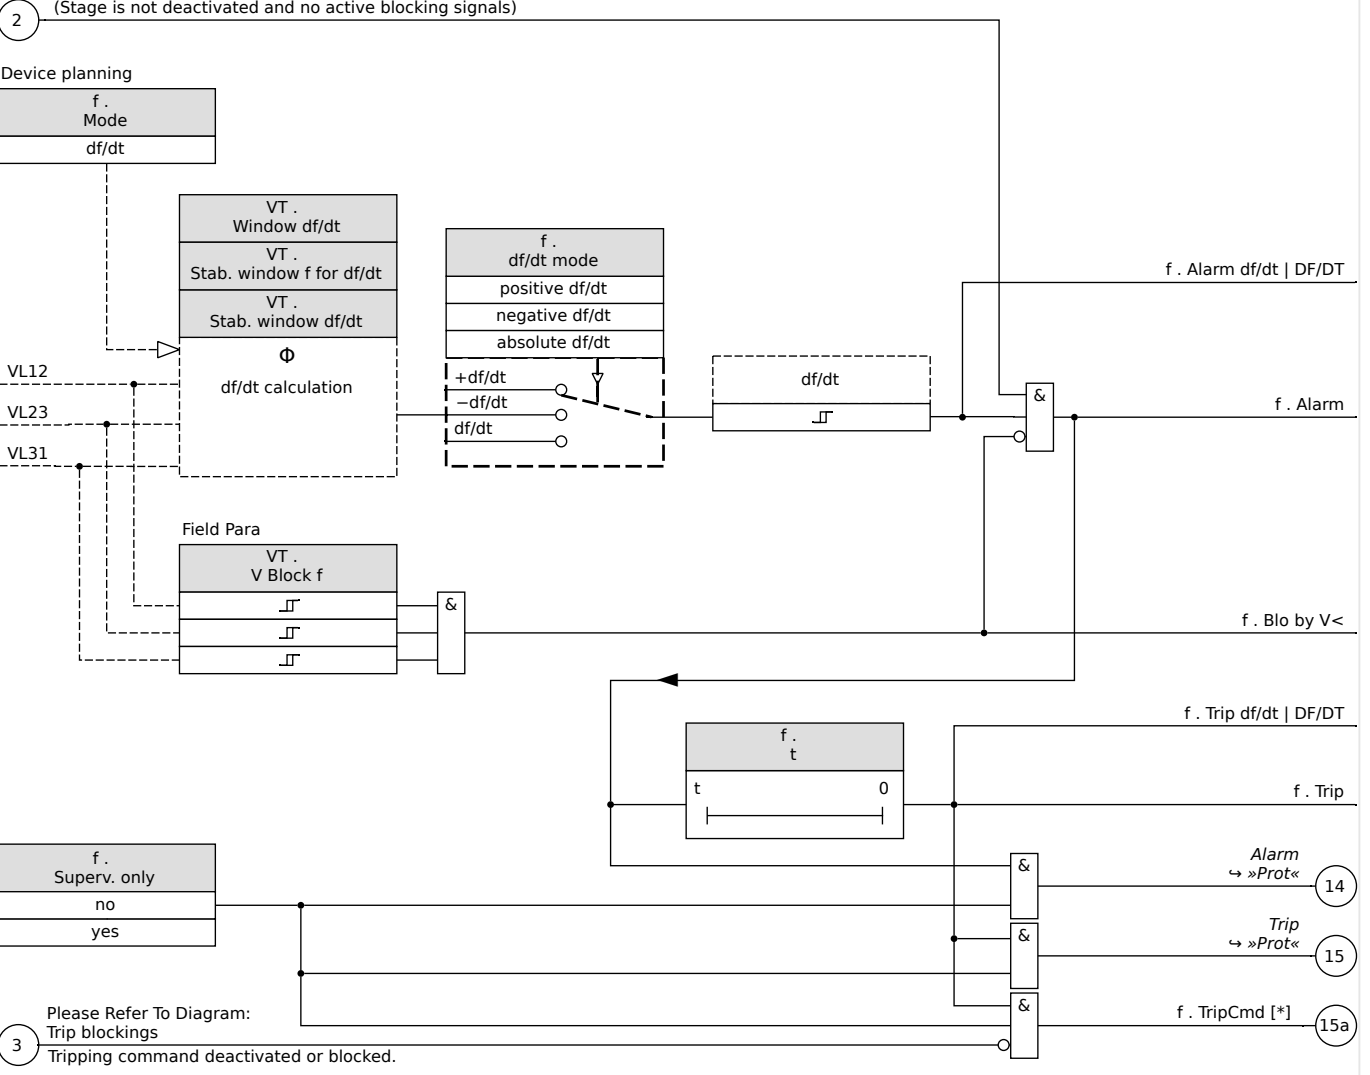 (Stage is not deactivated and no active blocking signals)
2
Device planning
f .
Mode
df/dt
VT .
Window df/dt
VT .
Stab. window f for df/dt
VT .
Stab. window df/dt
Φ
df/dt calculation
VL12
VL23
VL31
f .
df/dt mode
positive df/dt
negative df/dt
absolute df/dt
+df/dt
−df/dt
df/dt
df/dt
&
f . Alarm df/dt | DF/DT
f . Alarm
Field Para
VT .
V Block f
&
f . Blo by V<
f .
t
t 0
f . Trip df/dt | DF/DT
f . Trip
f .
Superv. only
no
yes
&
Alarm
↪ »Prot«
14
&
Trip
↪ »Prot«
15
&
f . TripCmd [*]
15a
Please Refer To Diagram:
Trip blockings
3
Tripping command deactivated or blocked.